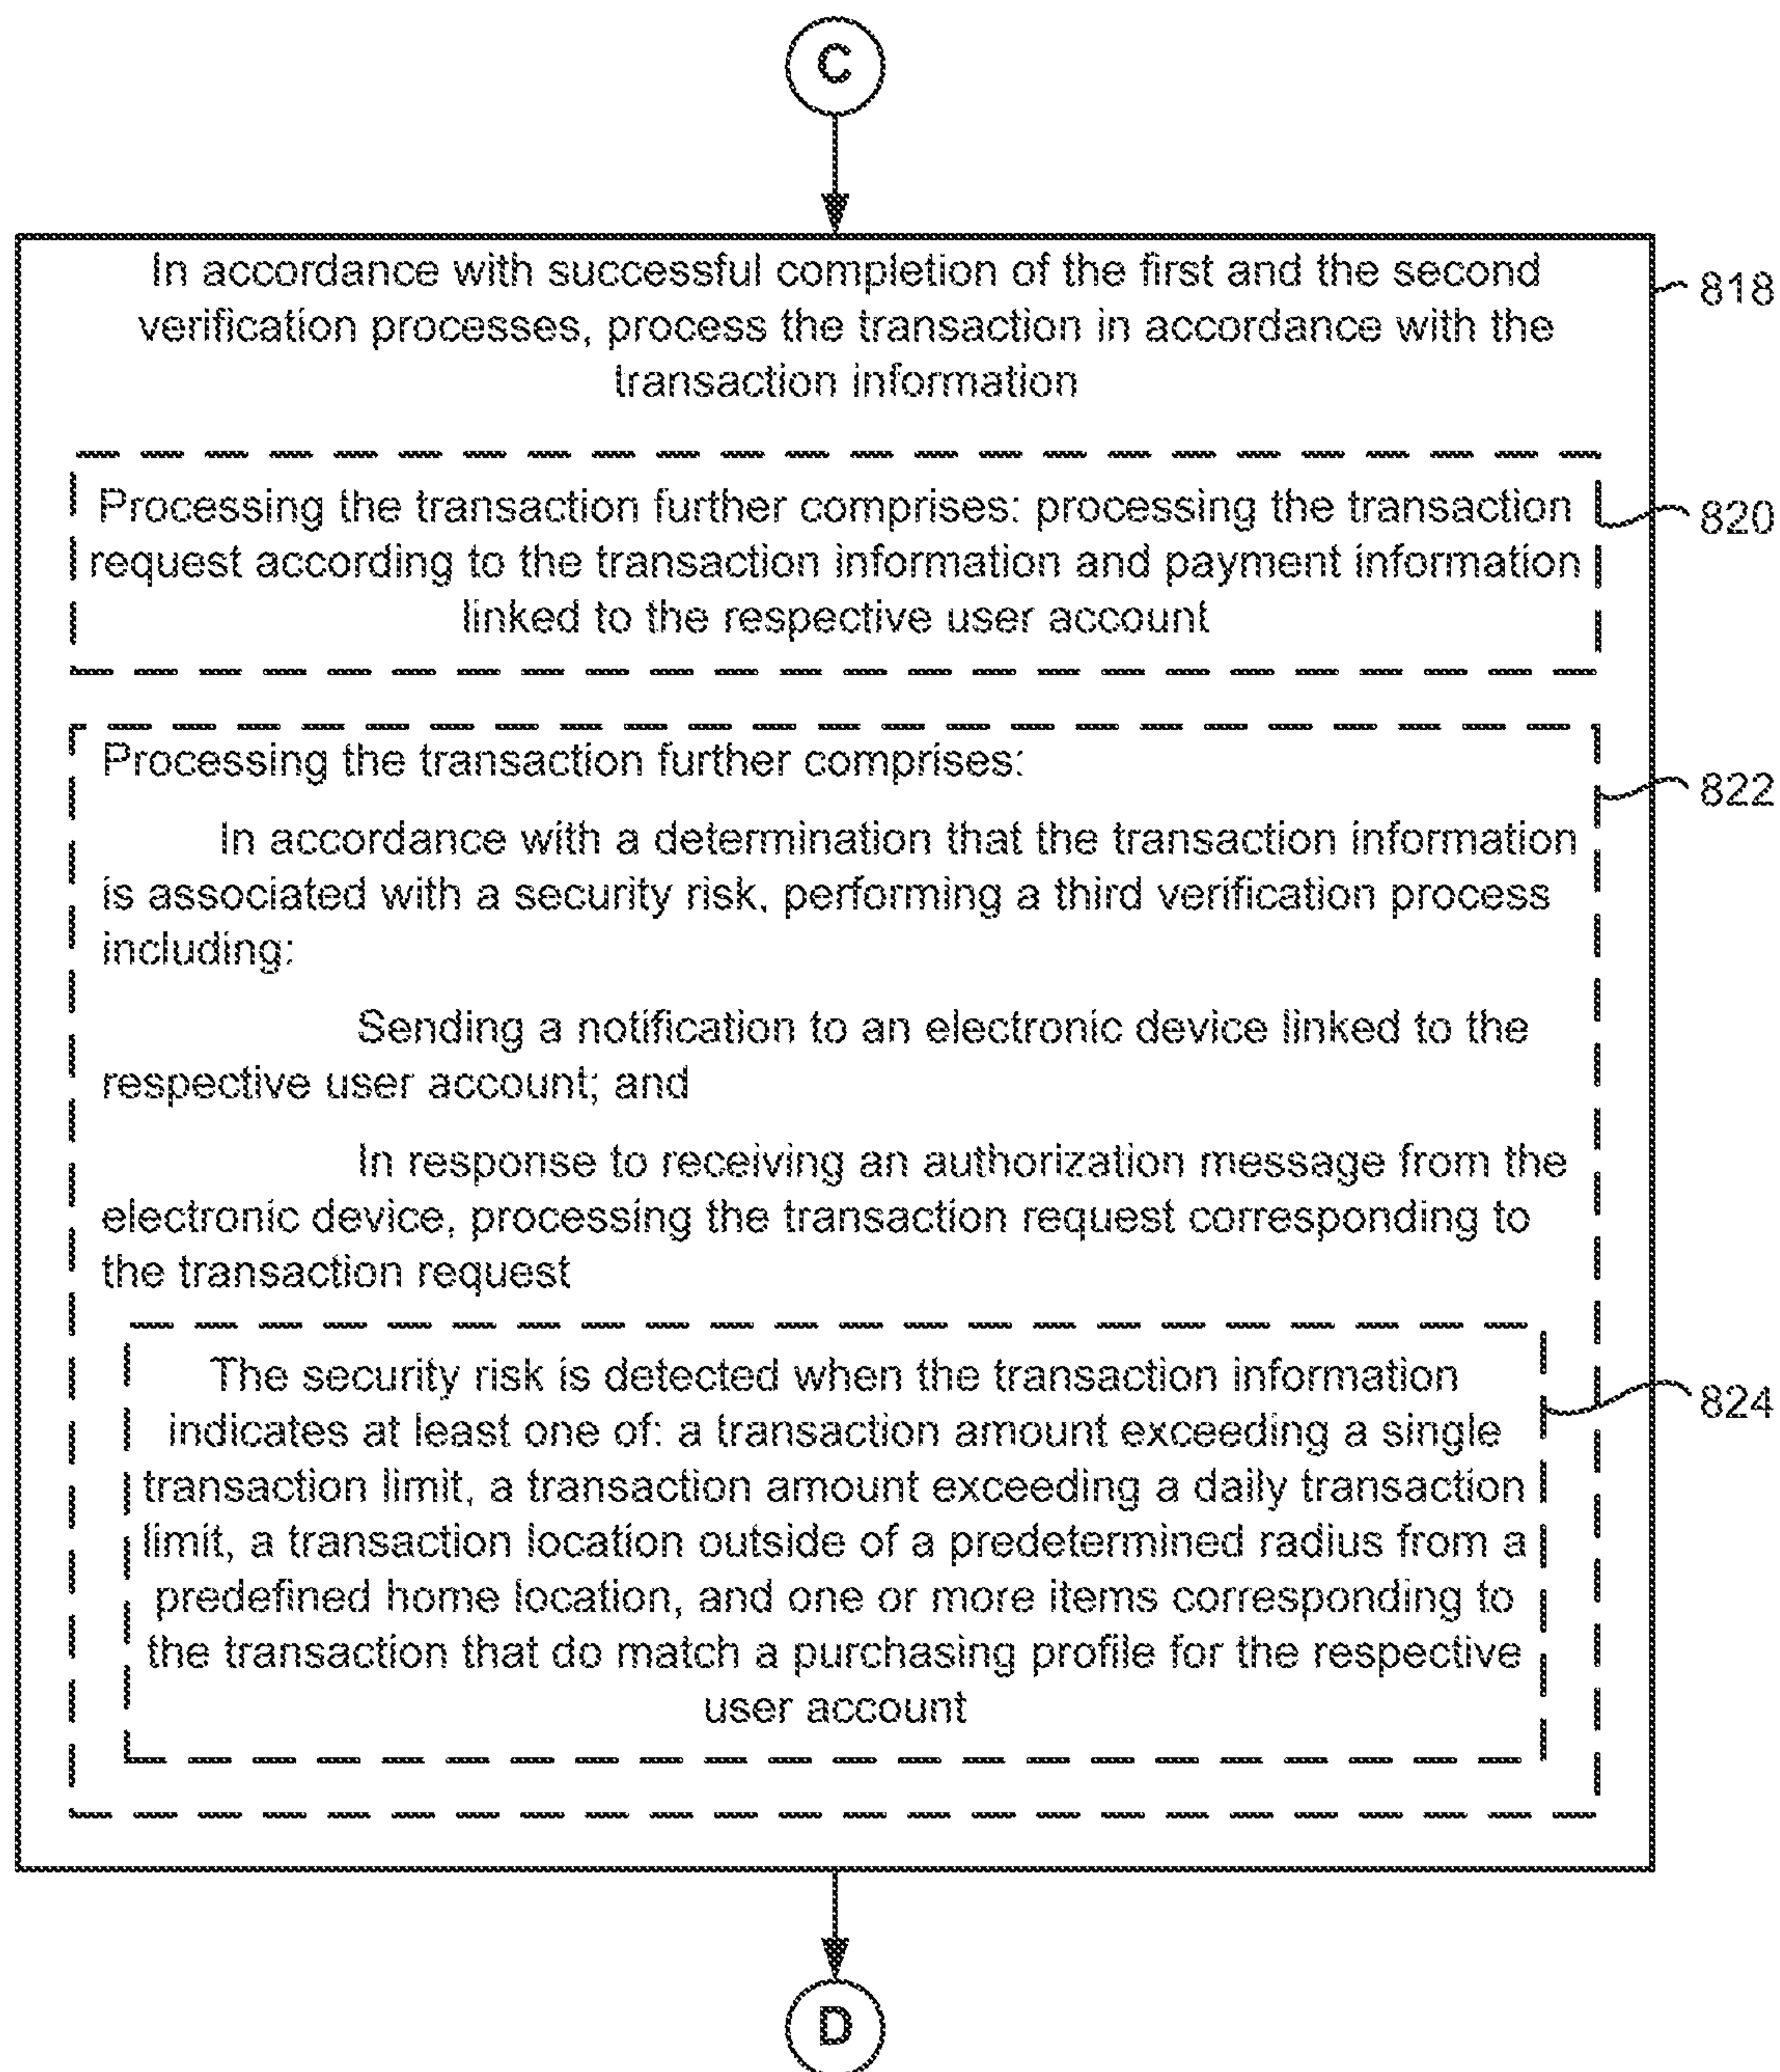 C
In accordance with successful completion of the first and the second
verification processes, process the transaction in accordance with the
transaction information
818
Processing the transaction further comprises: processing the transaction
request according to the transaction information and payment information
linked to the respective user account
820
Processing the transaction further comprises:
822
In accordance with a determination that the transaction information
is associated with a security risk, performing a third verification process
including:
Sending a notification to an electronic device linked to the
respective user account; and
In response to receiving an authorization message from the
electronic device, processing the transaction request corresponding to
the transaction request
The security risk is detected when the transaction information
824
indicates at least one of: a transaction amount exceeding a single
transaction limit, a transaction amount exceeding a daily transaction
limit, a transaction location outside of a predetermined radius from a
predefined home location, and one or more items corresponding to
the transaction that do match a purchasing profile for the respective
user account
D